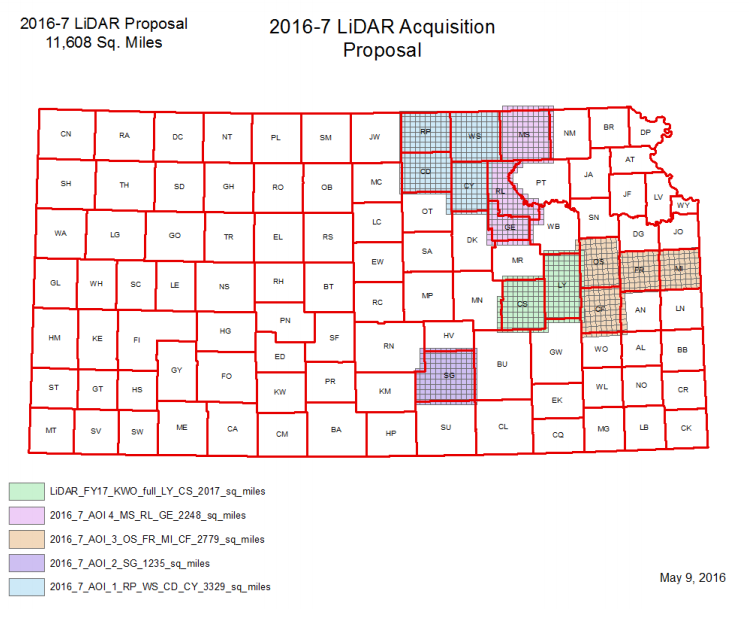 2016-7 LiDAR Proposal
11,608 Sq. Miles
2016-7 LiDAR Acquisition
Proposal
CN RA DC NT PL SM JW RP WS MS NM BR DP
SH TH SD GH RO OB MC CD CY RL PT JA AT
JF LV WY
WA LG GO TR EL RS LC OT DK GE WB SN DG JO
GL WH SC LE NS RH BT EW SA MR OS FR MI
RC MP MN CS LY CF AN LN
HM KE FI HG PN SF RN HV BU GW WO AL BB
ST GT HS GY FO ED KW PR KM SG EK WL NO CR
MT SV SW ME CA CM BA HP SU CL CQ MG LB CK
LiDAR_FY17_KWO_full_LY_CS_2017_sq_miles
2016_7_AOI 4_MS_RL_GE_2248_sq_miles
2016_7_AOI_3_OS_FR_MI_CF_2779_sq_miles
2016_7_AOI_2_SG_1235_sq_miles
2016_7_AOI_1_RP_WS_CD_CY_3329_sq_miles
May 9, 2016